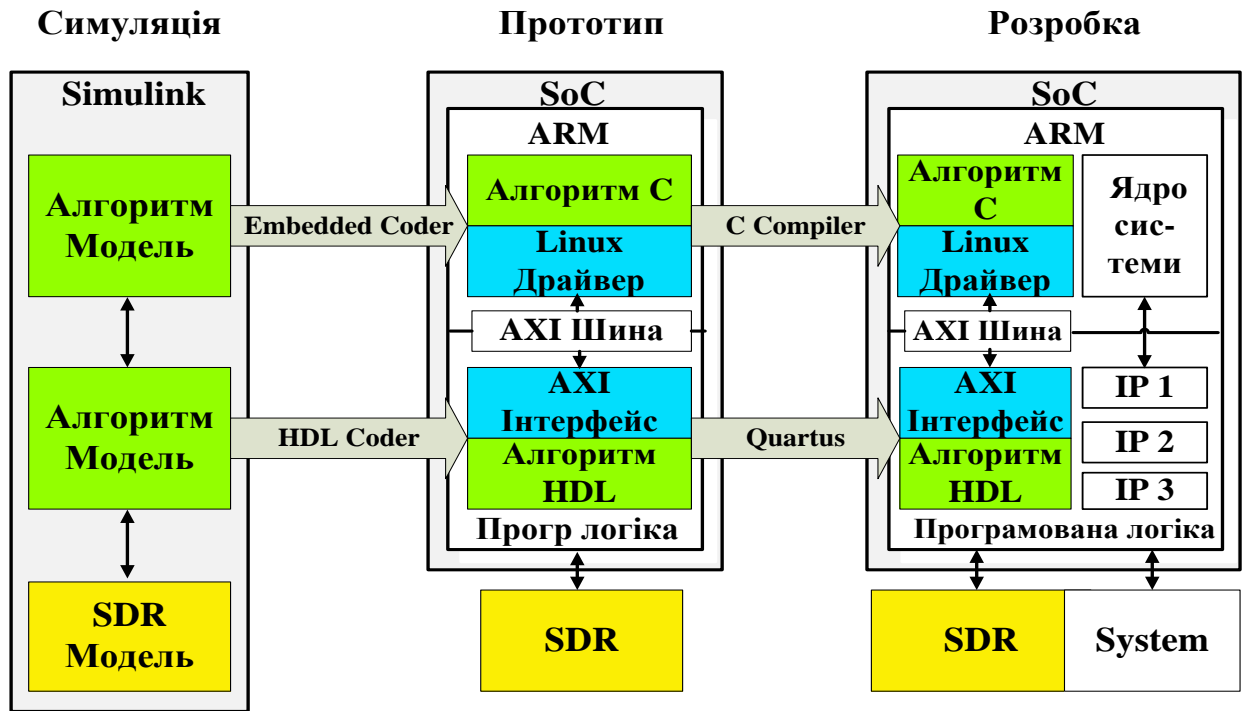 Симуляція
Прототип
Розробка
Simulink
Алгоритм
Модель
Алгоритм
Модель
SDR
Модель
Embedded Coder
HDL Coder
SoC
ARM
Алгоритм C
Linux
Драйвер
AXI Шина
AXI
Інтерфейс
Алгоритм
HDL
Прогр логіка
SDR
C Compiler
Quartus
SoC
ARM
Алгоритм
C
Linux
Драйвер
AXI Шина
AXI
Інтерфейс
Алгоритм
HDL
Ядро
сис-
теми
IP 1
IP 2
IP 3
Програмована логіка
SDR
System